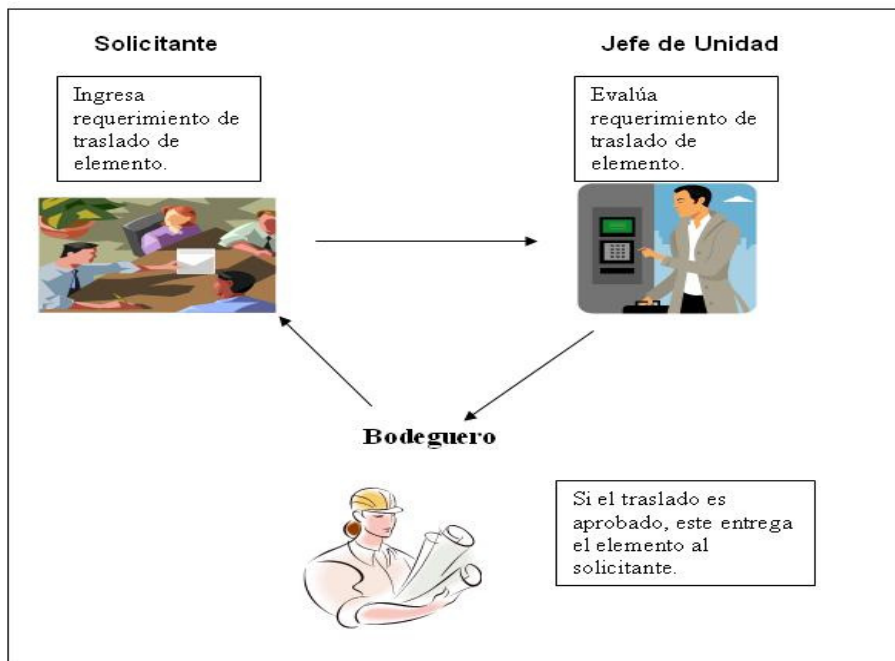 Solicitante
Ingresa
requerimiento de
traslado de
elemento.
Jefe de Unidad
Evalúa
requerimiento de
traslado de
elemento.
Bodeguero
Si el traslado es
aprobado, este entrega
el elemento al
solicitante.